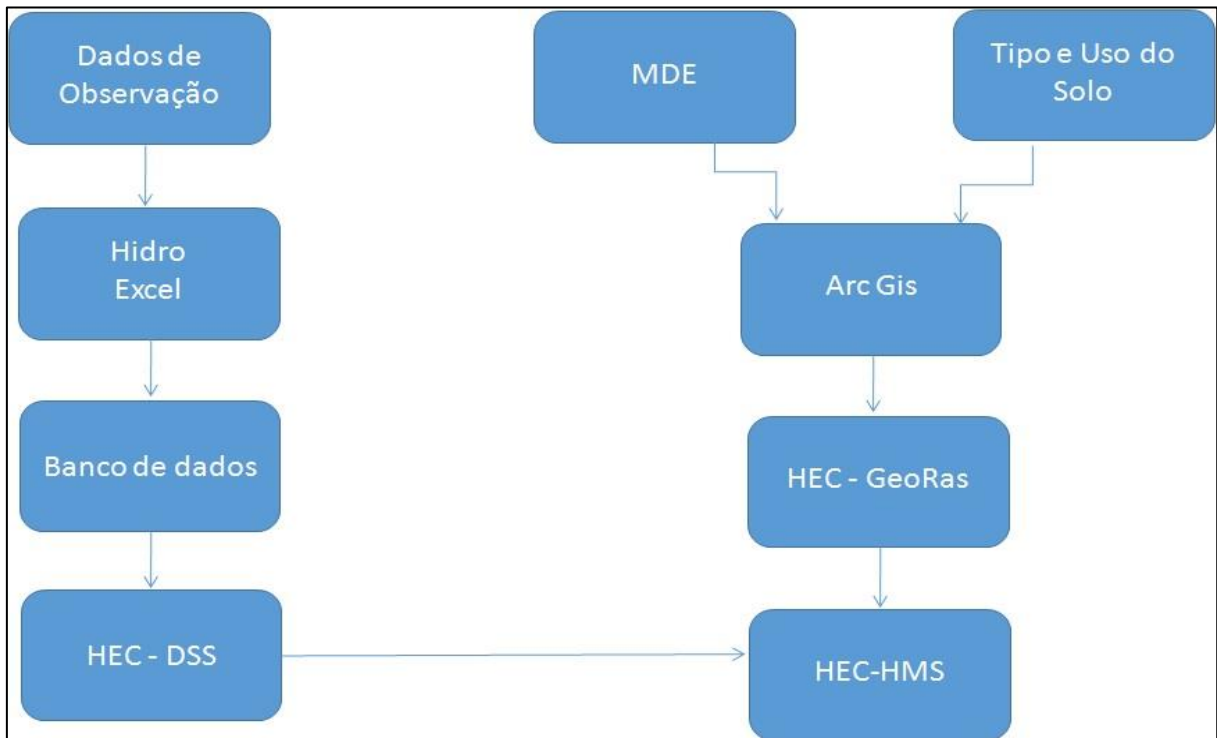 Dados de
Observação
MDE
Tipo e Uso do
Solo
Hidro
Excel
Arc Gis
Banco de dados
HEC - GeoRas
HEC - DSS
HEC-HMS